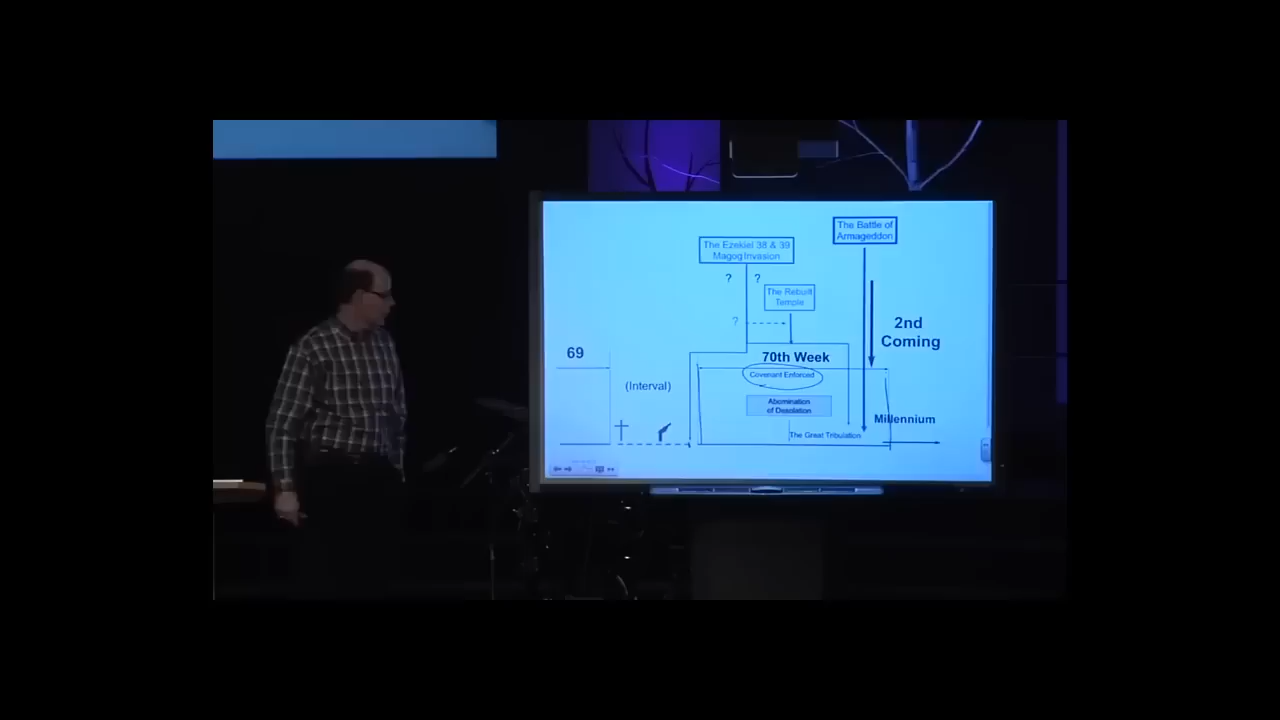 The Battle of
Armageddon
The Ezekiel 38 & 39
Magog Invasion
? ?
The Rebuilt
Temple
?
2nd
Coming
69
70th Week
Covenant Enforced
(Interval)
Abomination
of Desolation
Millennium
The Great Tribulation